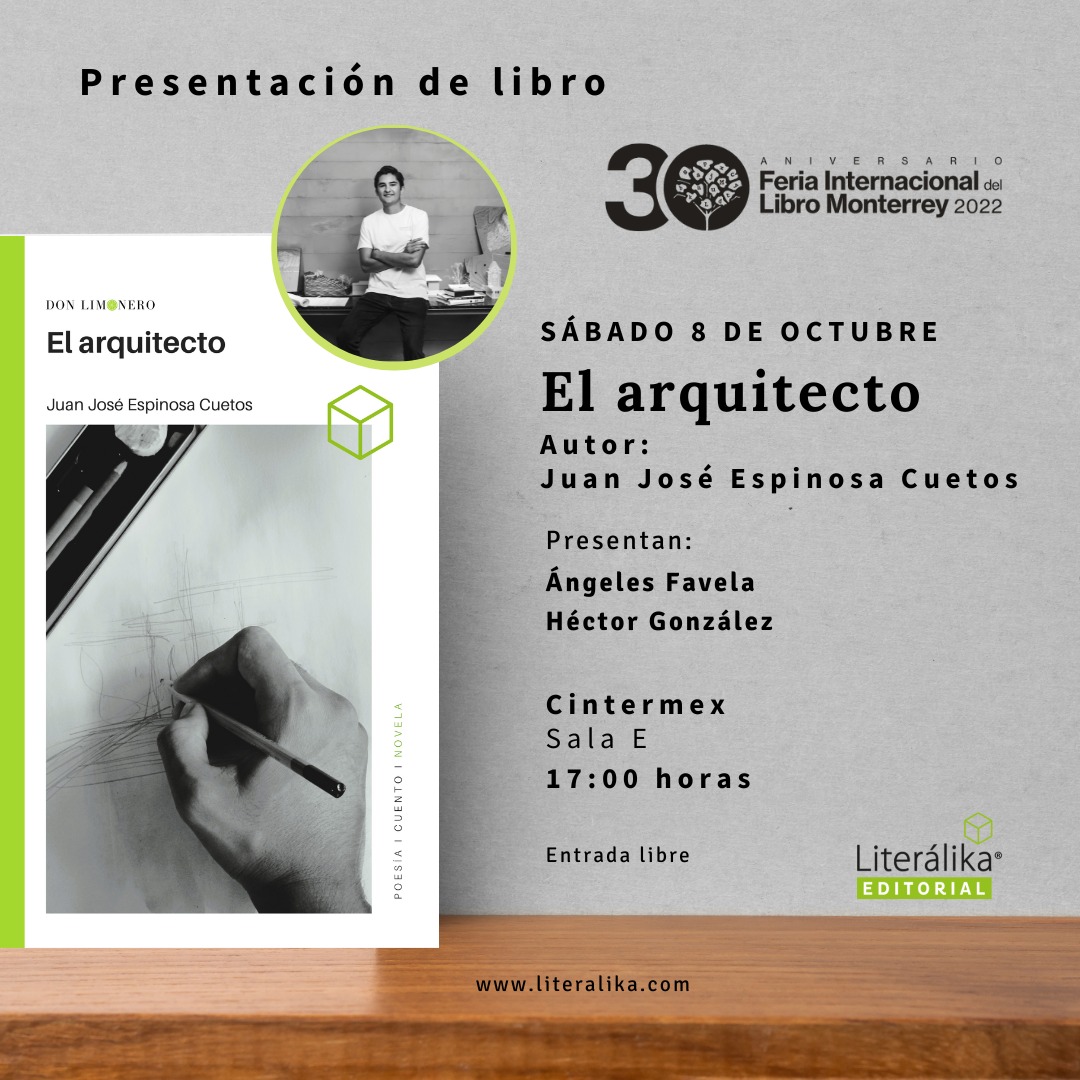 Presentación de libro
30
ANIVERSARIO
Feria Internacional del
Libro Monterrey 2022
DON LIMONERO
El arquitecto
Juan José Espinosa Cuetos
POESÍA I CUENTO I NOVELA
SÁBADO 8 DE OCTUBRE
El arquitecto
Autor:
Juan José Espinosa Cuetos
Presentan:
Ángeles Favela
Héctor González
Cintermex
Sala E
17:00 horas
Entrada libre
Literálika®
EDITORIAL
www.literalika.com